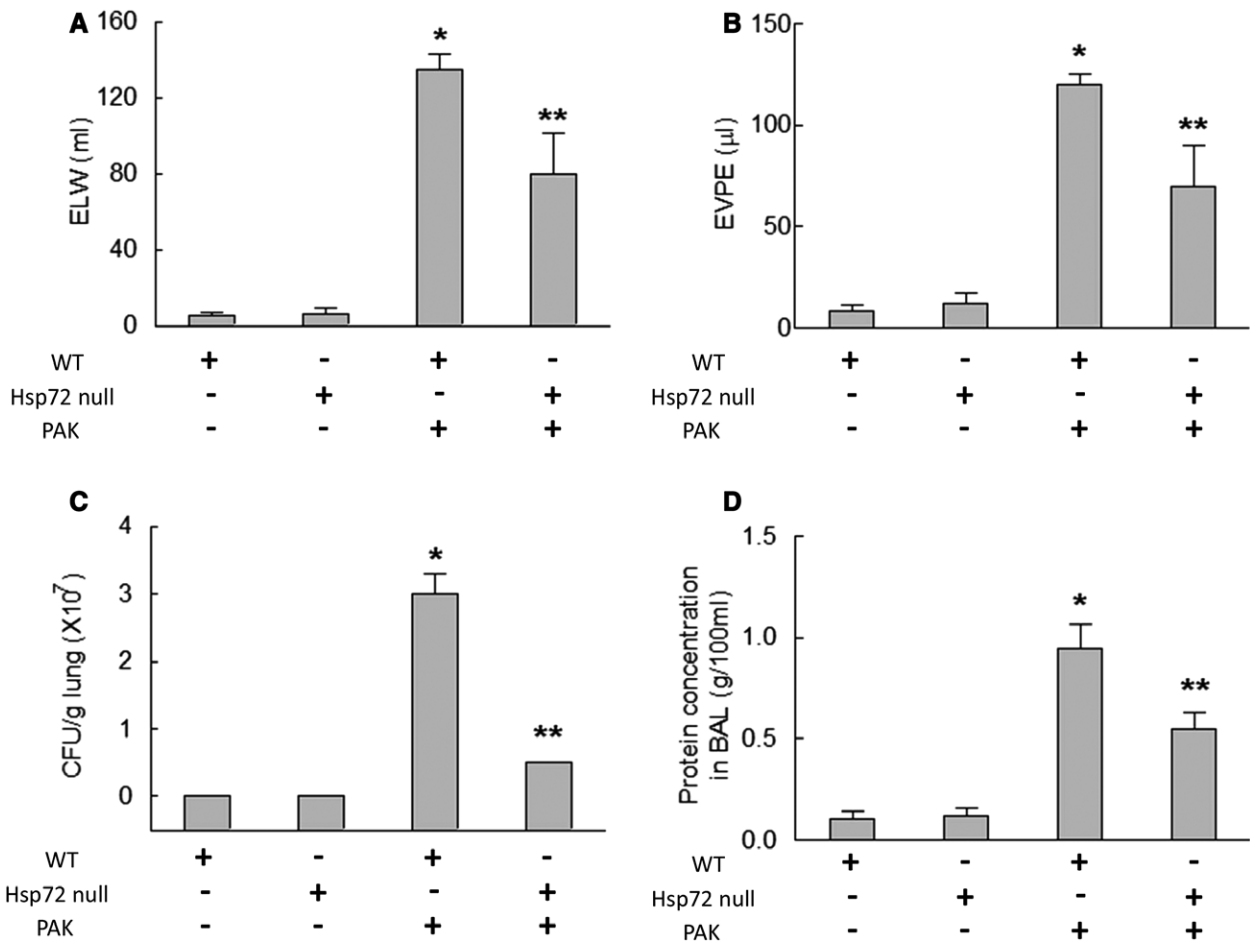 A
160
120
80
40
0
ELW (ml)
*
**
WT + - + -
Hsp72 null - + - +
PAK - - + +
B
150
100
50
0
EVPE (μl)
*
**
WT + - + -
Hsp72 null - + - +
PAK - - + +
C
4
3
2
1
0
CFU/g lung (X10⁷)
*
**
WT + - + -
Hsp72 null - + - +
PAK - - + +
D
1.5
1.0
0.5
0.0
Protein concentration
in BAL (g/100ml)
*
**
WT + - + -
Hsp72 null - + - +
PAK - - + +